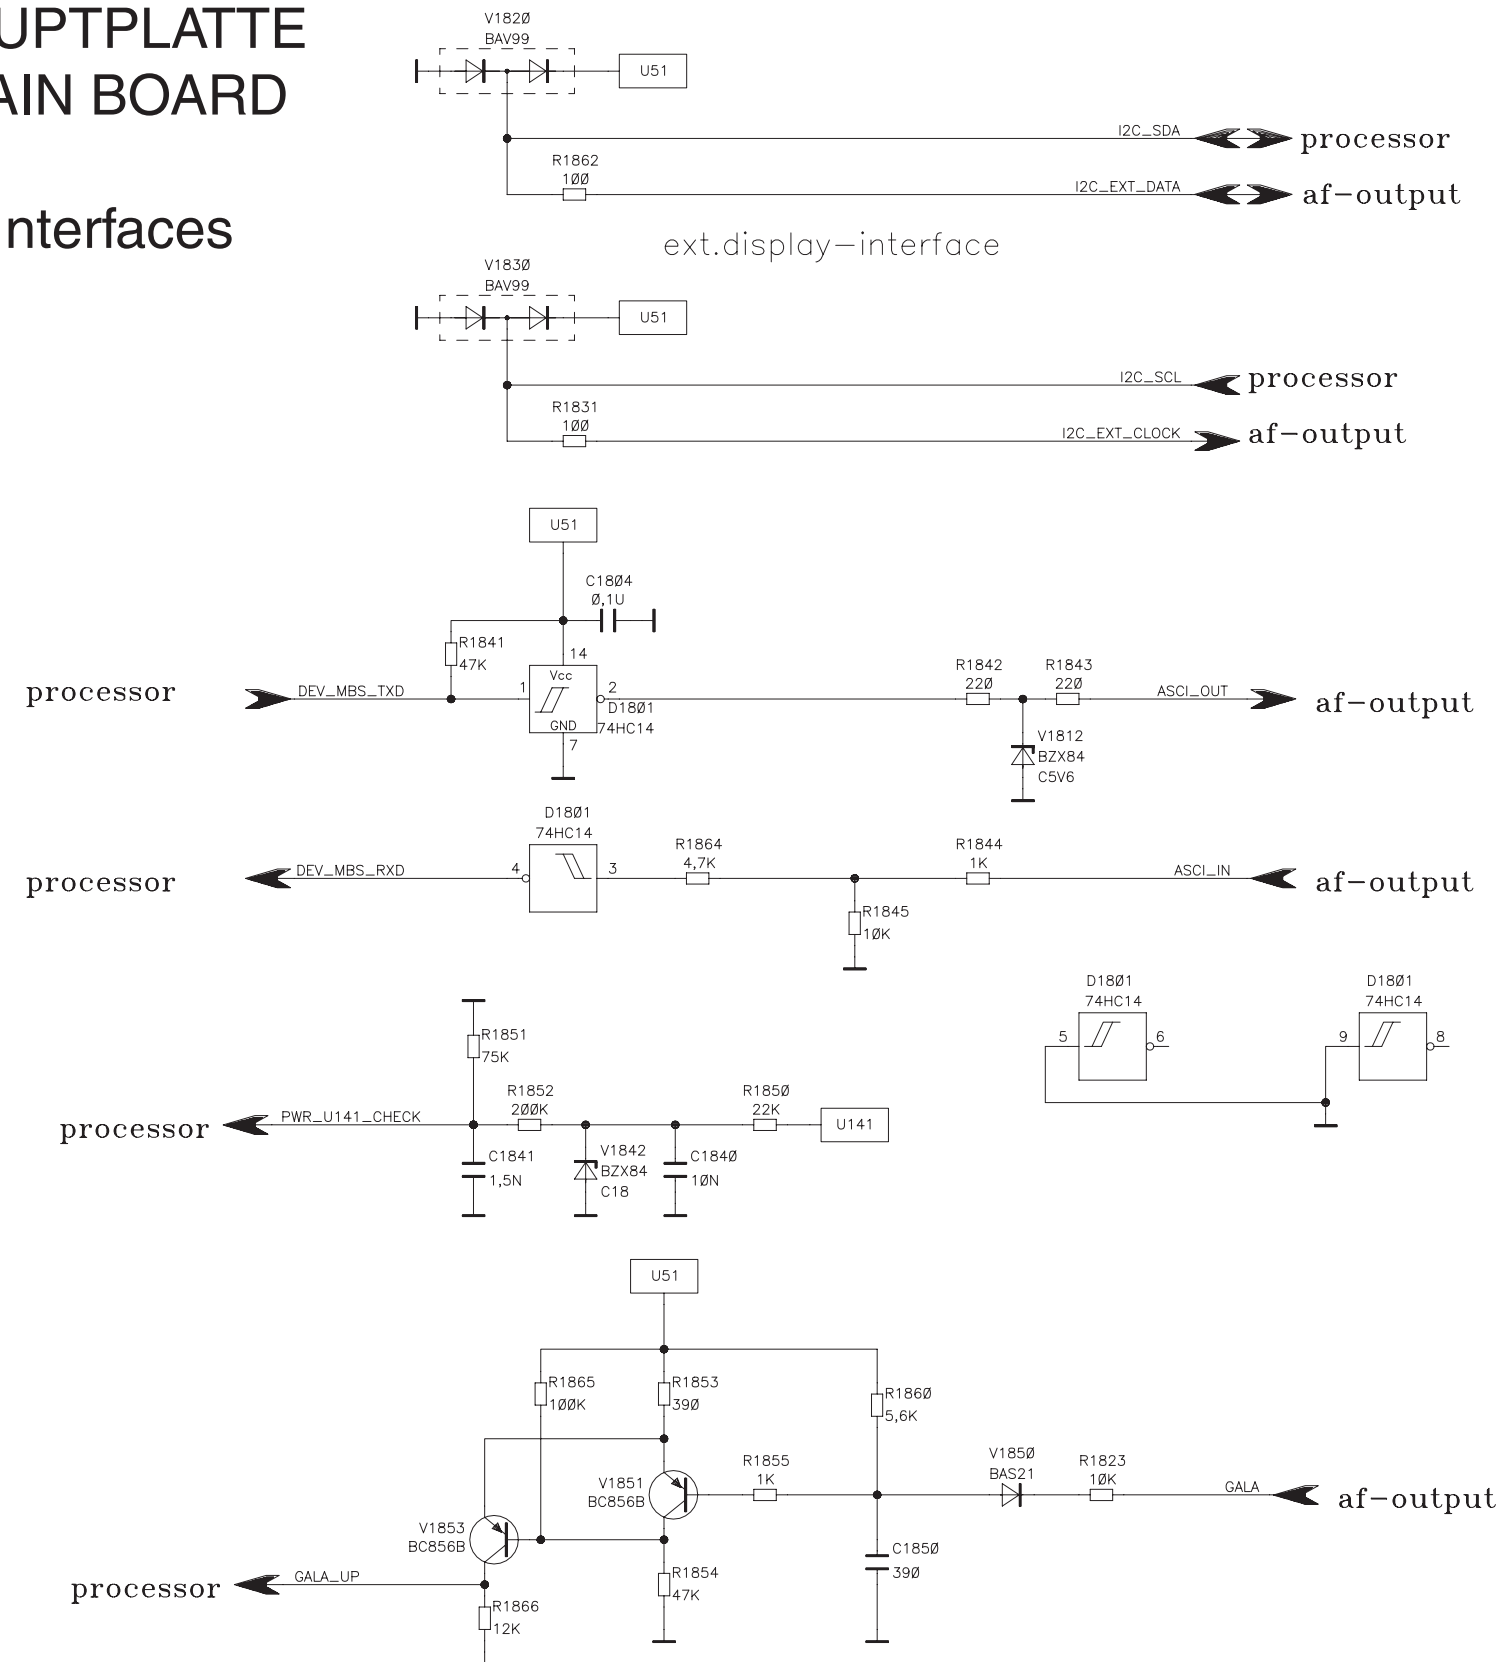 UPTPLATTE
AIN BOARD
nterfaces
V182Ø
BAV99
U51
I2C_SDA
processor
R1862
1ØØ
I2C_EXT_DATA
af-output
ext.display-interface
V183Ø
BAV99
U51
I2C_SCL
processor
R1831
1ØØ
I2C_EXT_CLOCK
af-output
U51
C18Ø4
Ø,1U
R1841
47K
14
processor
DEV_MBS_TXD
1
Vcc
GND
2
D18Ø1
74HC14
7
R1842
22Ø
R1843
22Ø
ASCI_OUT
af-output
V1812
BZX84
C5V6
D18Ø1
74HC14
processor
DEV_MBS_RXD
4
3
R1864
4,7K
R1844
1K
ASCI_IN
af-output
R1845
1ØK
D18Ø1
74HC14
5
6
D18Ø1
74HC14
9
8
R1851
75K
processor
PWR_U141_CHECK
R1852
2ØØK
R185Ø
22K
U141
C1841
1,5N
V1842
BZX84
C18
C184Ø
1ØN
U51
R1865
1ØØK
R1853
39Ø
R186Ø
5,6K
V1851
BC856B
R1855
1K
V185Ø
BAS21
R1823
1ØK
GALA
af-output
V1853
BC856B
R1854
47K
C185Ø
39Ø
processor
GALA_UP
R1866
12K